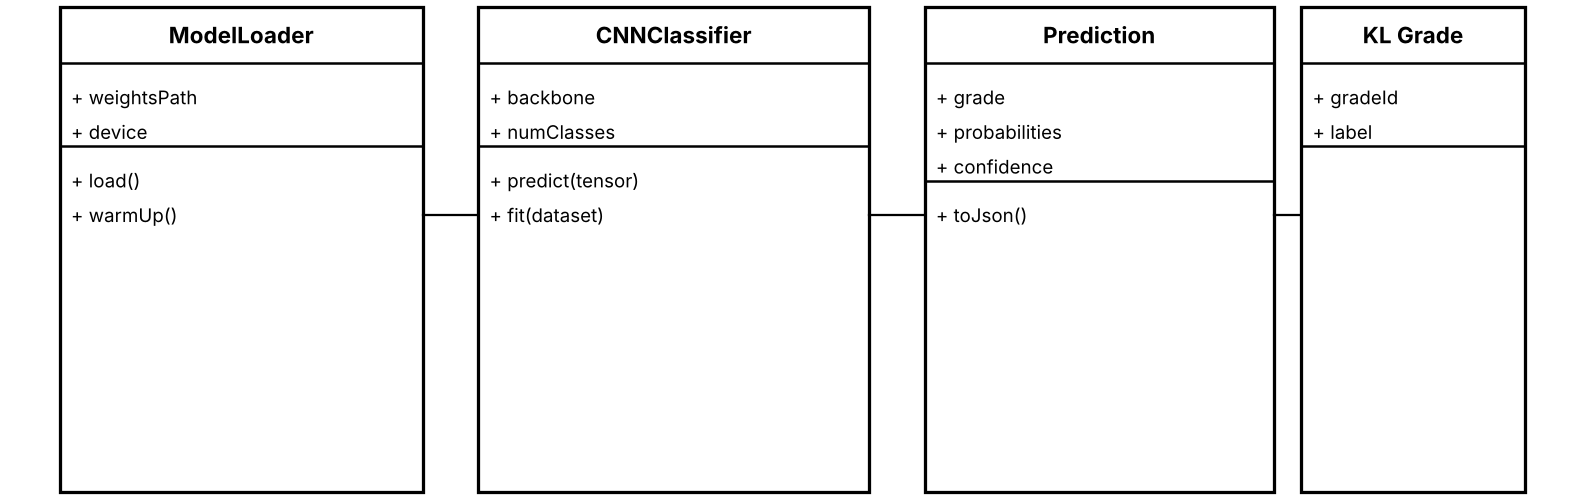 ModelLoader
+ weightsPath
+ device
+ load()
+ warmUp()
CNNClassifier
+ backbone
+ numClasses
+ predict(tensor)
+ fit(dataset)
Prediction
+ grade
+ probabilities
+ confidence
+ toJson()
KL Grade
+ gradeId
+ label